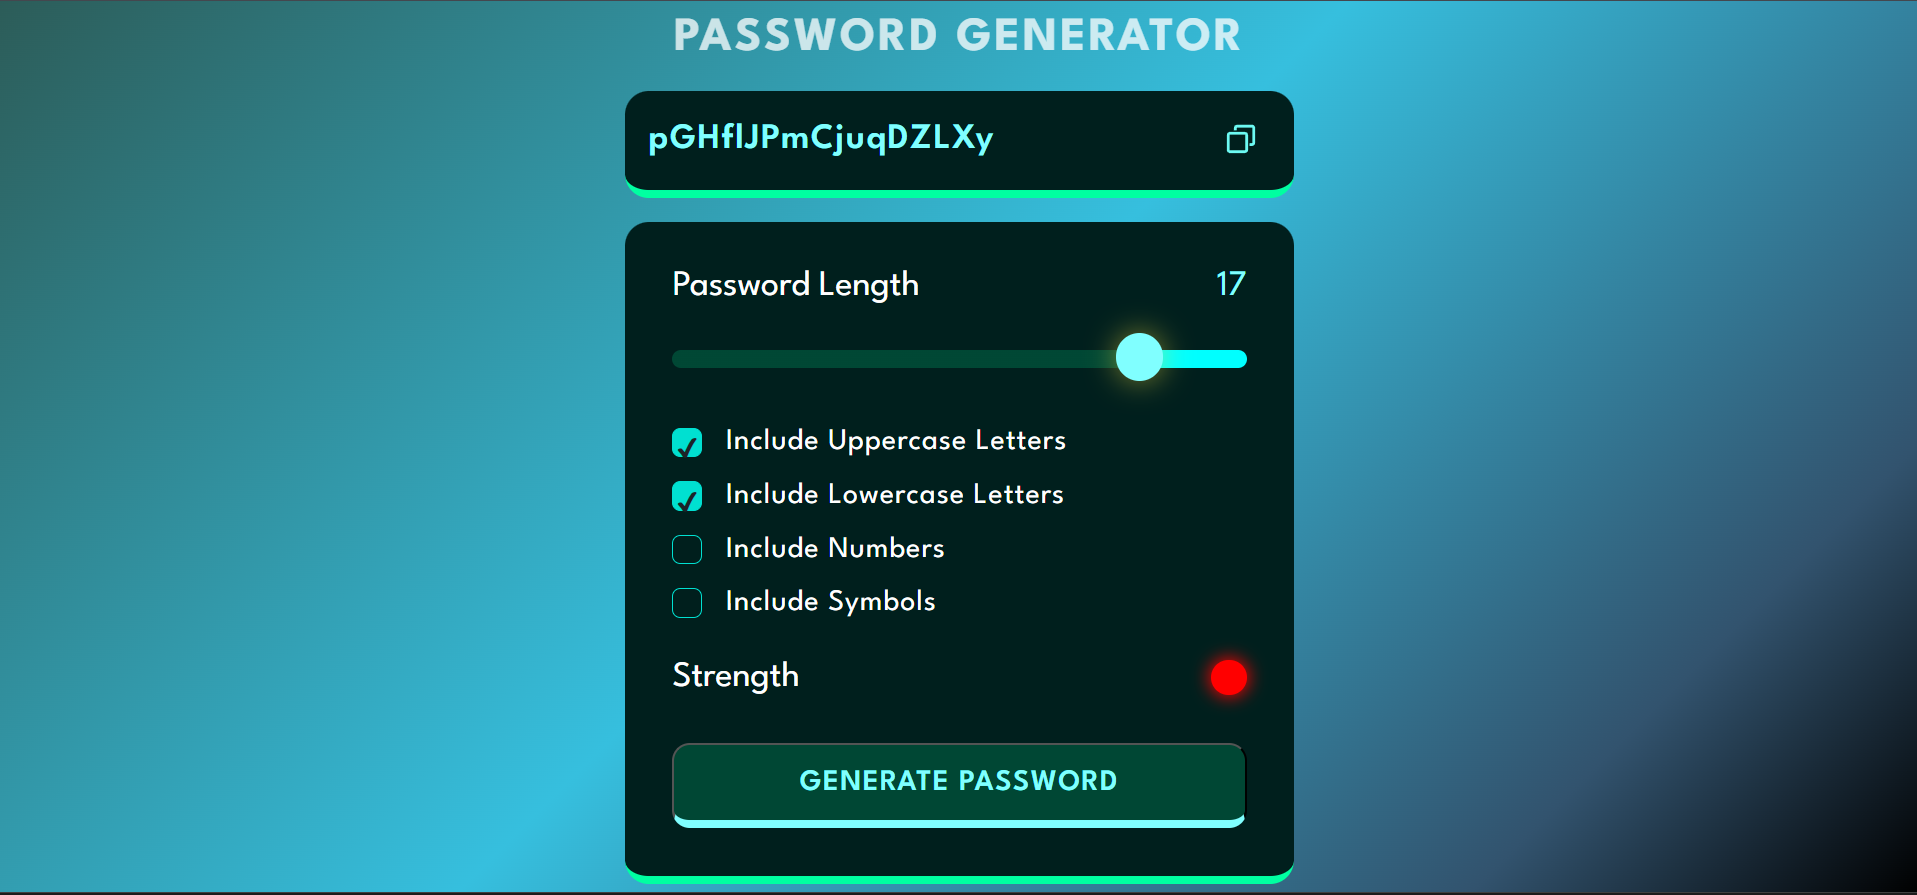 PASSWORD GENERATOR
pGHflJPmCjuqDZLXy
Password Length 17
Include Uppercase Letters
Include Lowercase Letters
Include Numbers
Include Symbols
Strength
GENERATE PASSWORD